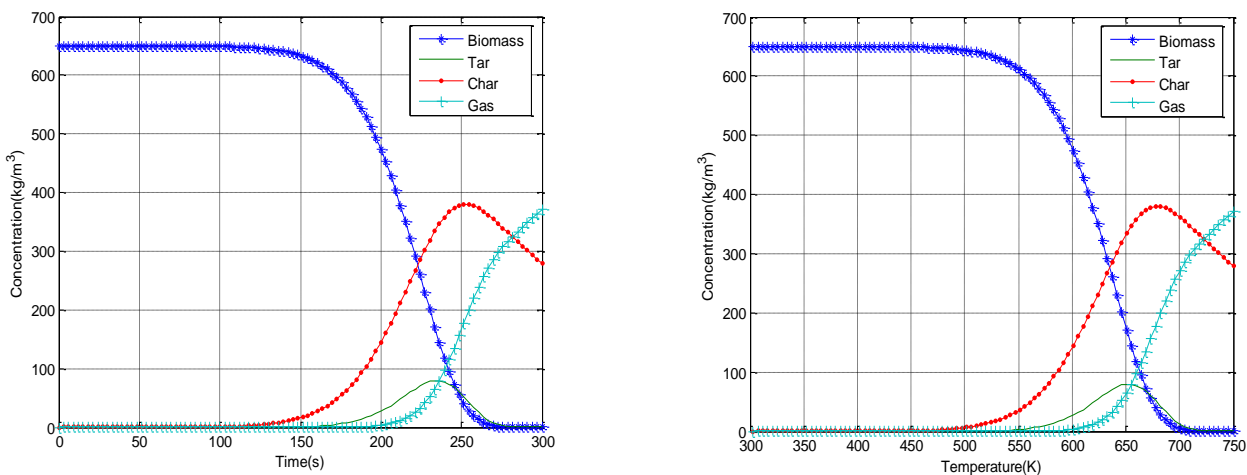 700
600
500
400
300
200
100
0
Concentration(kg/m³)
0 50 100 150 200 250 300
Time(s)
Biomass
Tar
Char
Gas
700
600
500
400
300
200
100
0
Concentration(kg/m³)
300 350 400 450 500 550 600 650 700 750
Temperature(K)
Biomass
Tar
Char
Gas